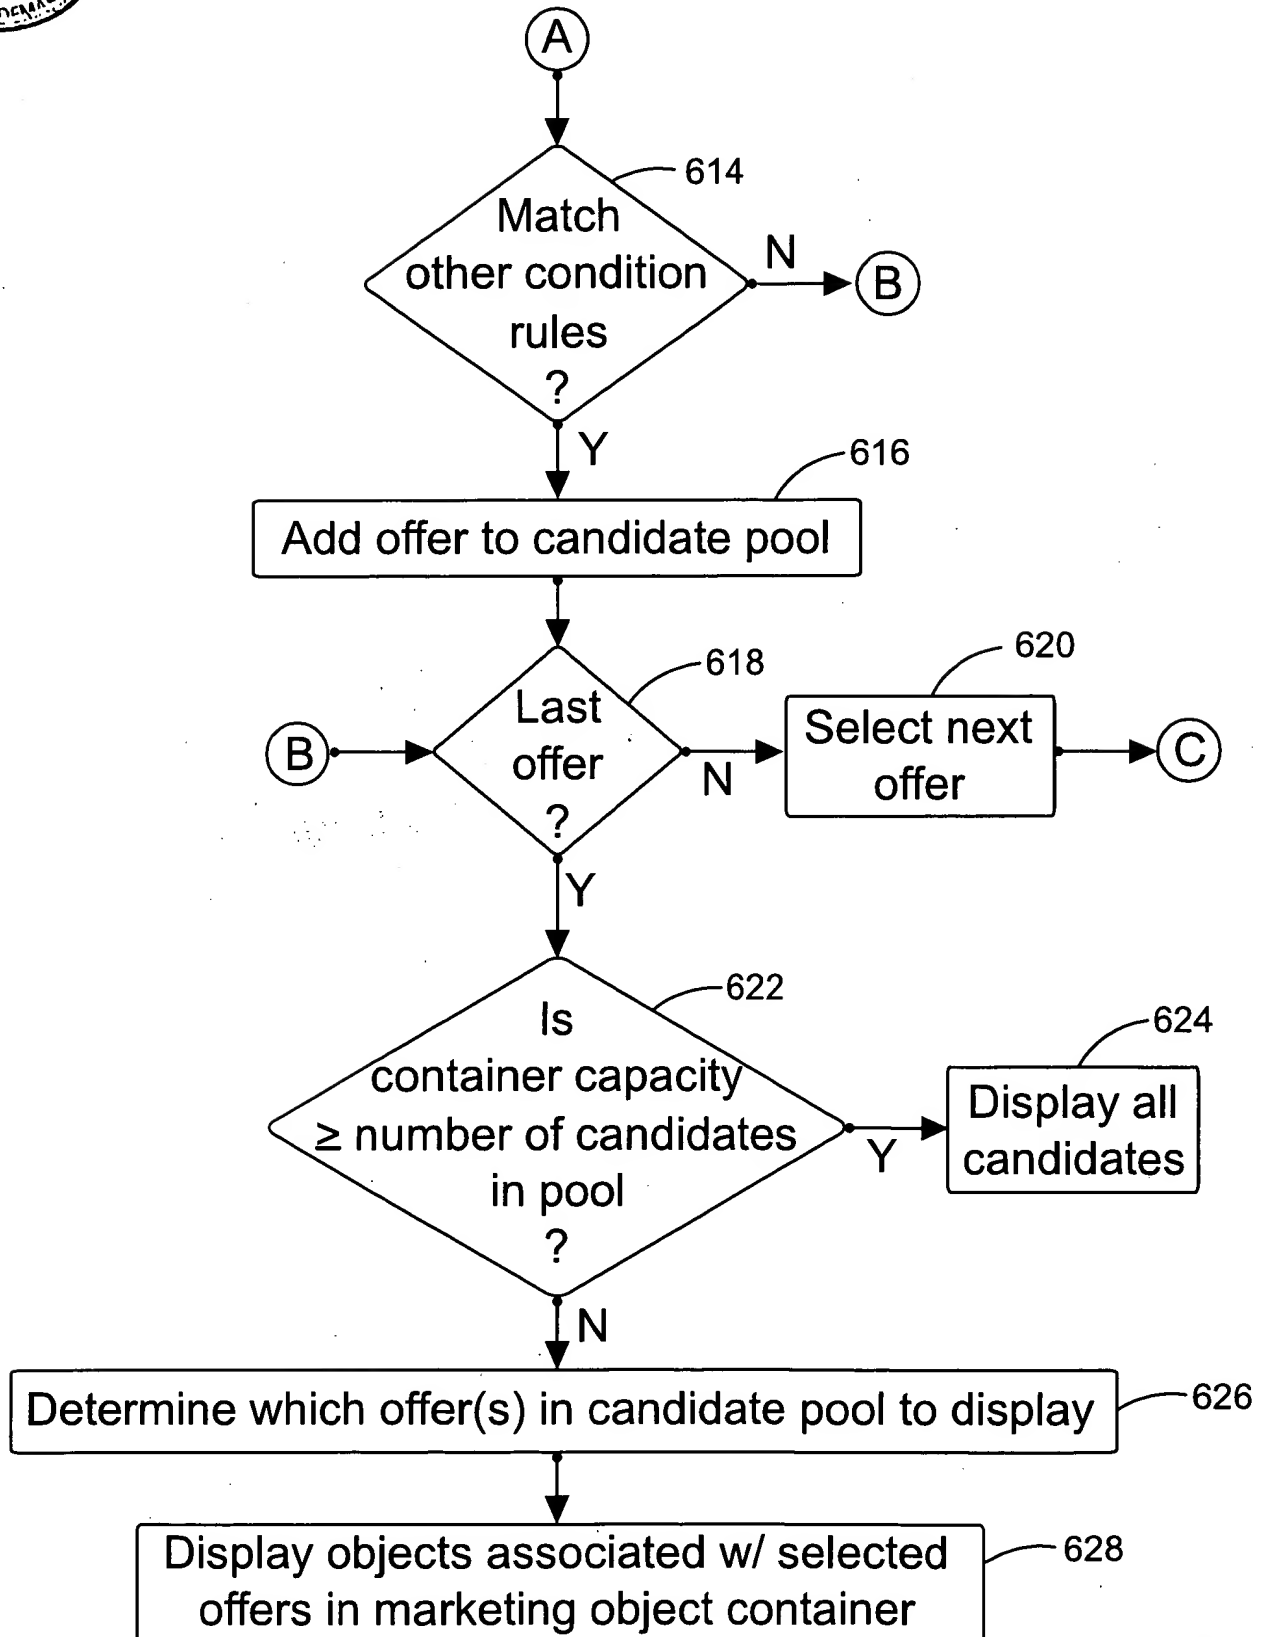 A
614
Match
other condition
rules
?
N
B
Y
616
Add offer to candidate pool
618
620
Last
offer
?
B
N
Select next
offer
C
Y
622
Is
container capacity
≥ number of candidates
in pool
?
Y
624
Display all
candidates
N
Determine which offer(s) in candidate pool to display
626
Display objects associated w/ selected
offers in marketing object container
628